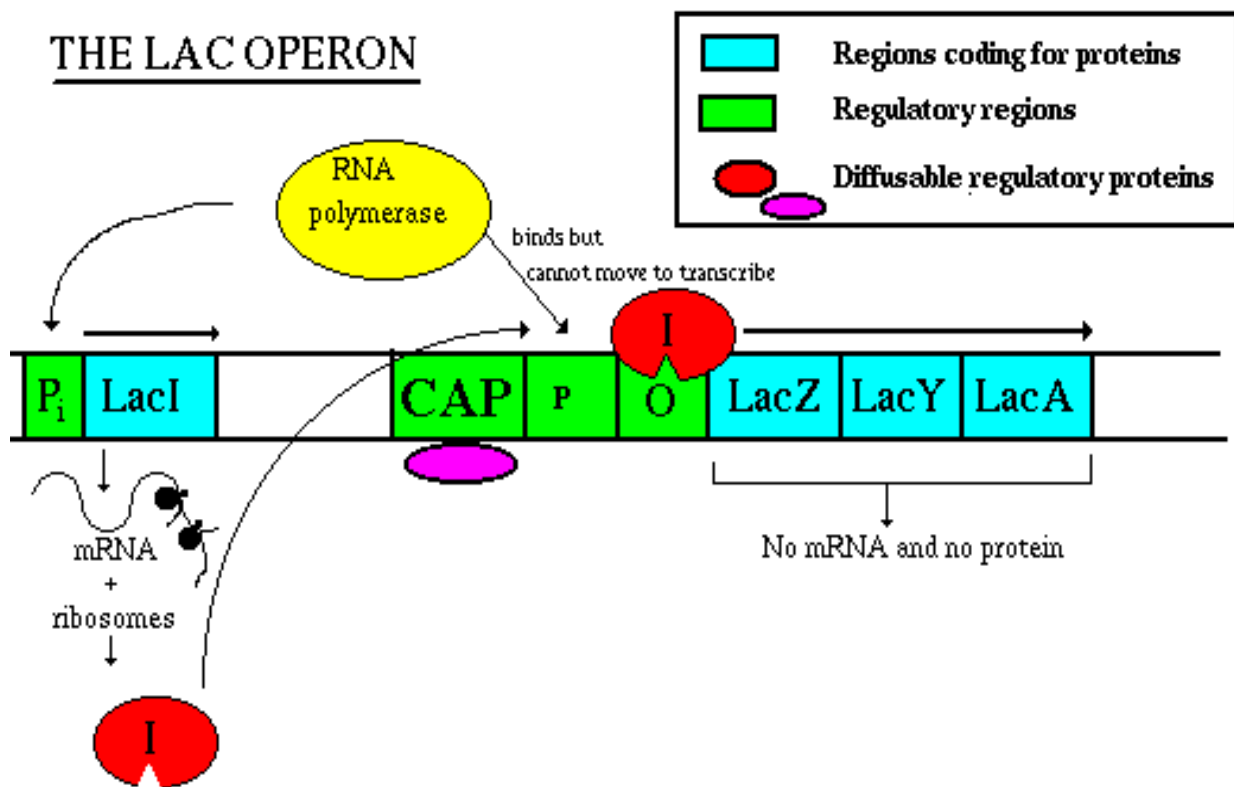 THE LAC OPERON
Regions coding for proteins
Regulatory regions
Diffusable regulatory proteins
RNA
polymerase
binds but
cannot move to transcribe
I
Pi
LacI
CAP
P
O
LacZ
LacY
LacA
mRNA
+
ribosomes
No mRNA and no protein
I